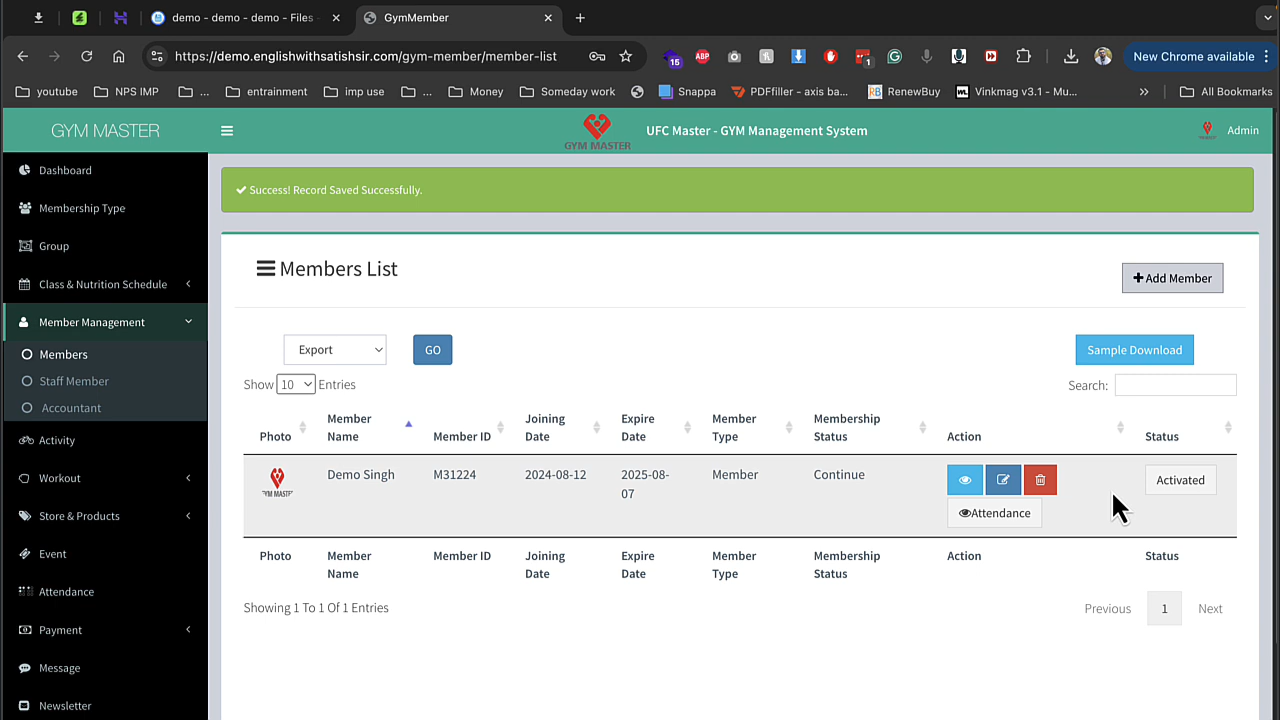 demo - demo - demo - Files -
GymMember
https://demo.englishwithsatishsir.com/gym-member/member-list
ABP
15
1
New Chrome available
youtube
NPS IMP
...
entrainment
imp use
...
Money
Someday work
Snappa
PDFfiller - axis ba...
RenewBuy
Vinkmag v3.1 - Mu...
»
All Bookmarks
GYM MASTER
GYM MASTER
UFC Master - GYM Management System
Admin
Dashboard
Membership Type
Group
Class & Nutrition Schedule
Member Management
Members
Staff Member
Accountant
Activity
Workout
Store & Products
Event
Attendance
Payment
Message
Newsletter
Success! Record Saved Successfully.
Members List
+ Add Member
Export
GO
Sample Download
Show 10 Entries
Search:
Photo Member Name Member ID Joining Date Expire Date Member Type Membership Status Action Status
Demo Singh M31224 2024-08-12 2025-08-07 Member Continue Activated
Attendance
Photo Member Name Member ID Joining Date Expire Date Member Type Membership Status Action Status
Showing 1 To 1 Of 1 Entries
Previous 1 Next